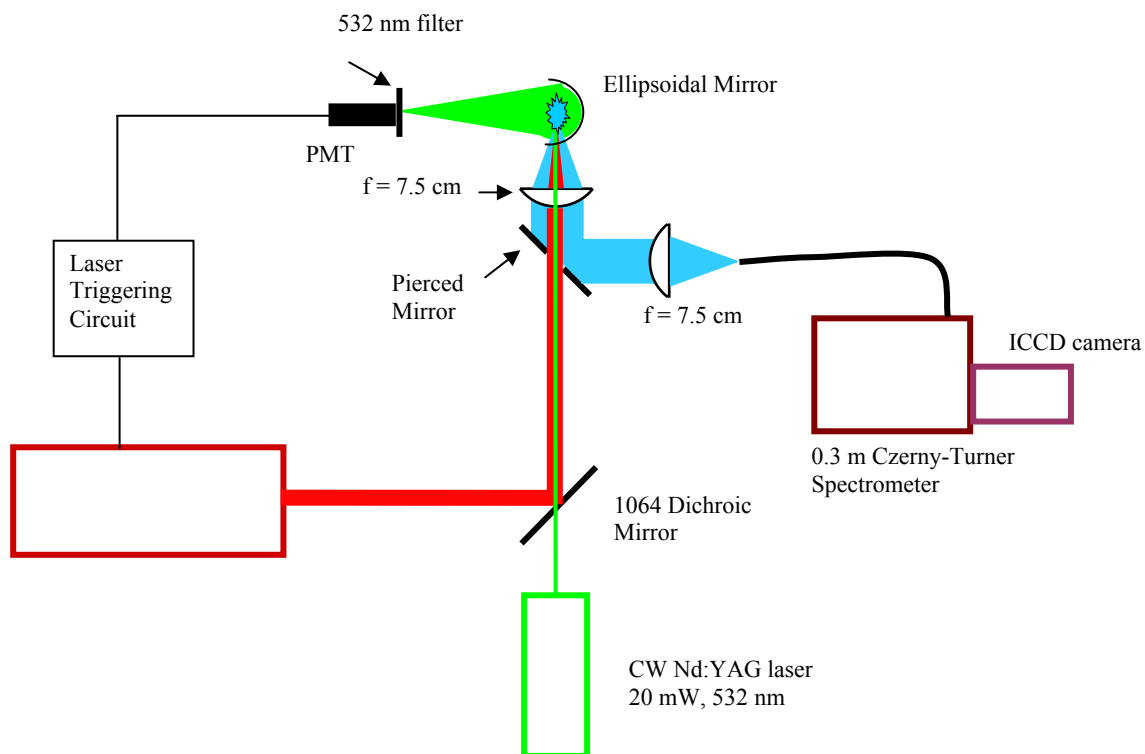 532 nm filter
Ellipsoidal Mirror
PMT
f = 7.5 cm
Laser
Triggering
Circuit
Pierced
Mirror
f = 7.5 cm
ICCD camera
0.3 m Czerny-Turner
Spectrometer
1064 Dichroic
Mirror
CW Nd:YAG laser
20 mW, 532 nm